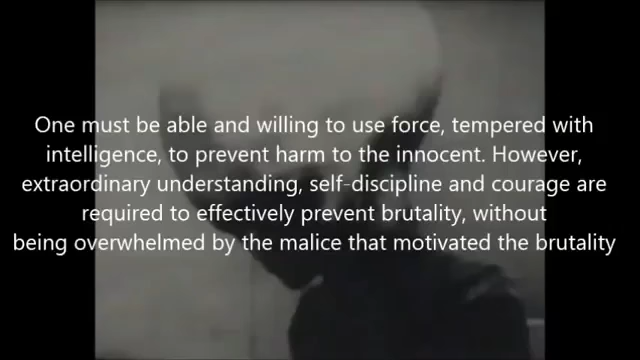 One must be able and willing to use force, tempered with
intelligence, to prevent harm to the innocent. However,
extraordinary understanding, self-discipline and courage are
required to effectively prevent brutality, without
being overwhelmed by the malice that motivated the brutality